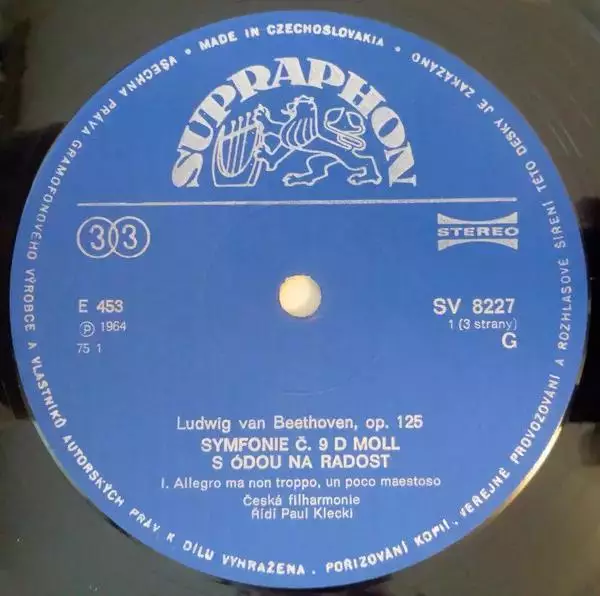 VŠECHNA PRÁVA GRAMOFONOVÉHO VÝROBCE A VLASTNÍKŮ AUTORSKÝCH PRÁV K DÍLU VYHRAŽENA. POŘIZOVÁNÍ KOPIÍ, VEŘEJNÉ PROVOZOVÁNÍ A ROZHLASOVÉ ŠÍŘENÍ TÉTO DESKY JE ZAKÁZÁNO
• MADE IN CZECHOSLOVAKIA •
SUPRAPHON
33
STEREO
E 453
SV 8227
℗ 1964
1 (3 strany)
75 1
G
Ludwig van Beethoven, op. 125
SYMFONIE Č. 9 D MOLL
S ÓDOU NA RADOST
I. Allegro ma non troppo, un poco maestoso
Česká filharmonie
Řídí Paul Klecki